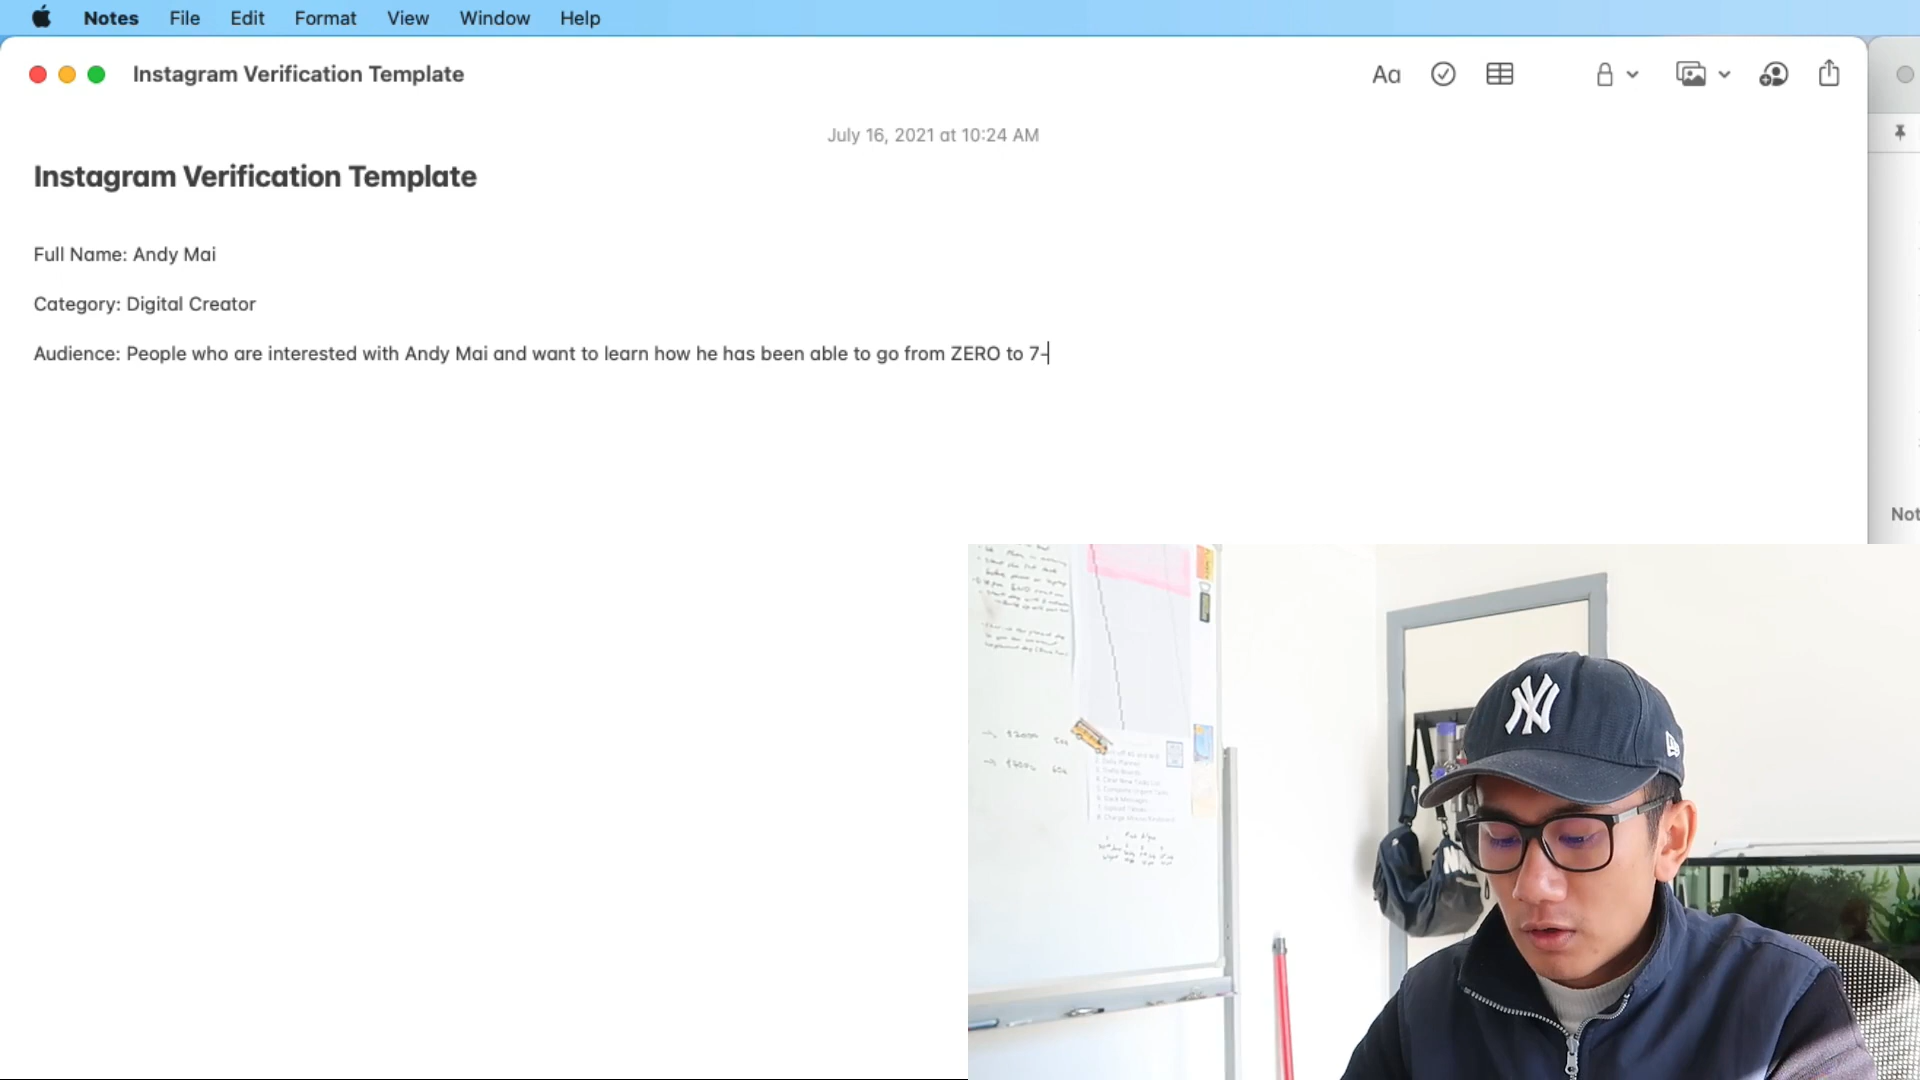 Notes File Edit Format View Window Help
Instagram Verification Template
Aa
July 16, 2021 at 10:24 AM
Instagram Verification Template
Full Name: Andy Mai
Category: Digital Creator
Audience: People who are interested with Andy Mai and want to learn how he has been able to go from ZERO to 7-
Not
NY